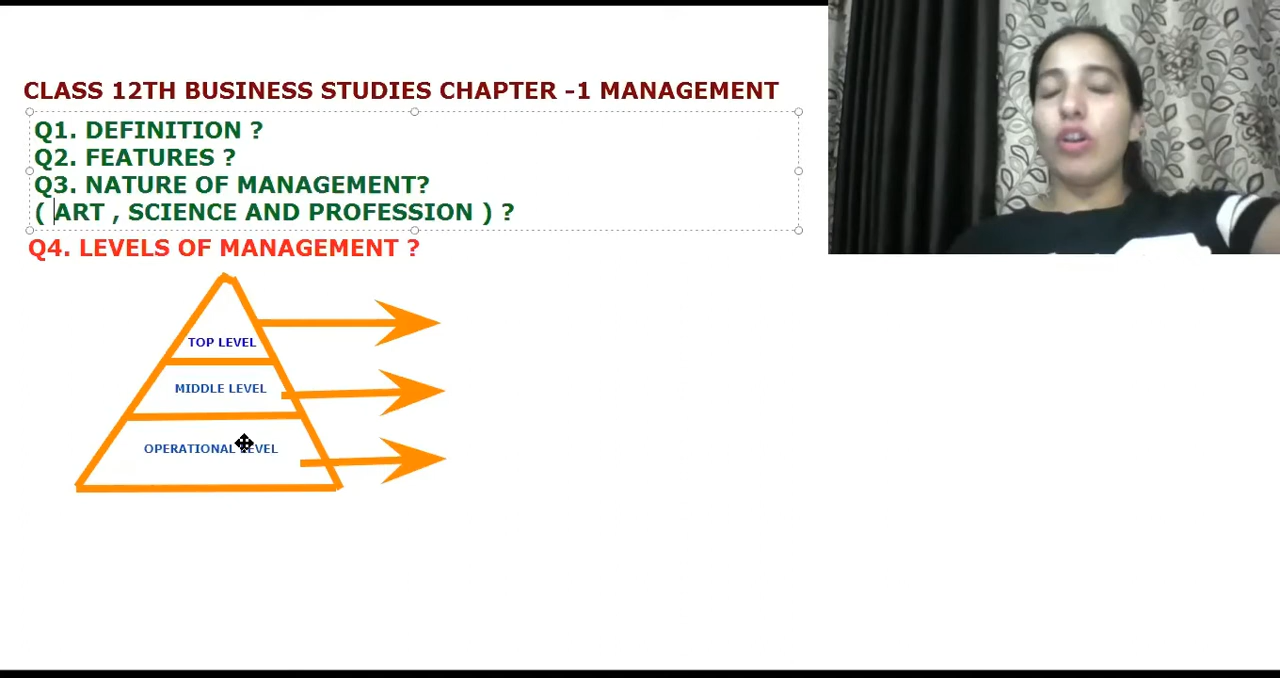 CLASS 12TH BUSINESS STUDIES CHAPTER -1 MANAGEMENT
Q1. DEFINITION ?
Q2. FEATURES ?
Q3. NATURE OF MANAGEMENT?
( ART , SCIENCE AND PROFESSION ) ?
Q4. LEVELS OF MANAGEMENT ?
TOP LEVEL
MIDDLE LEVEL
OPERATIONAL LEVEL